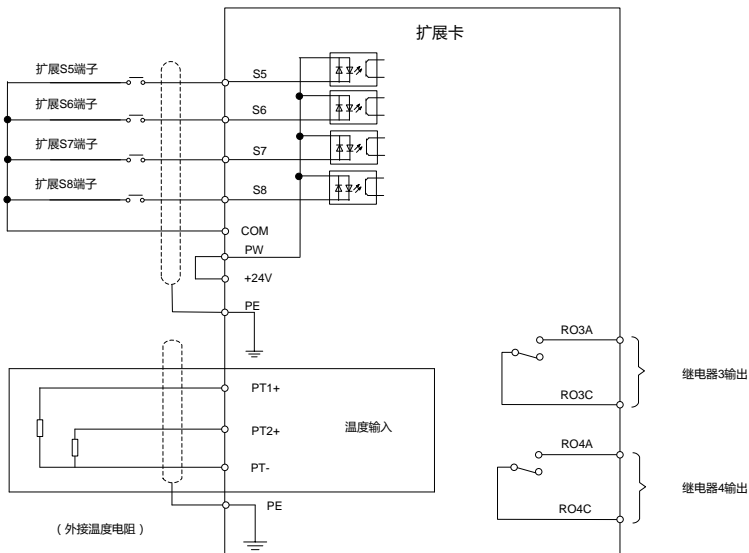 扩展卡
扩展S5端子
S5
扩展S6端子
S6
扩展S7端子
S7
扩展S8端子
S8
COM
PW
+24V
PE
RO3A
继电器3输出
RO3C
PT1+
PT2+
温度输入
PT-
RO4A
继电器4输出
RO4C
PE
（外接温度电阻）